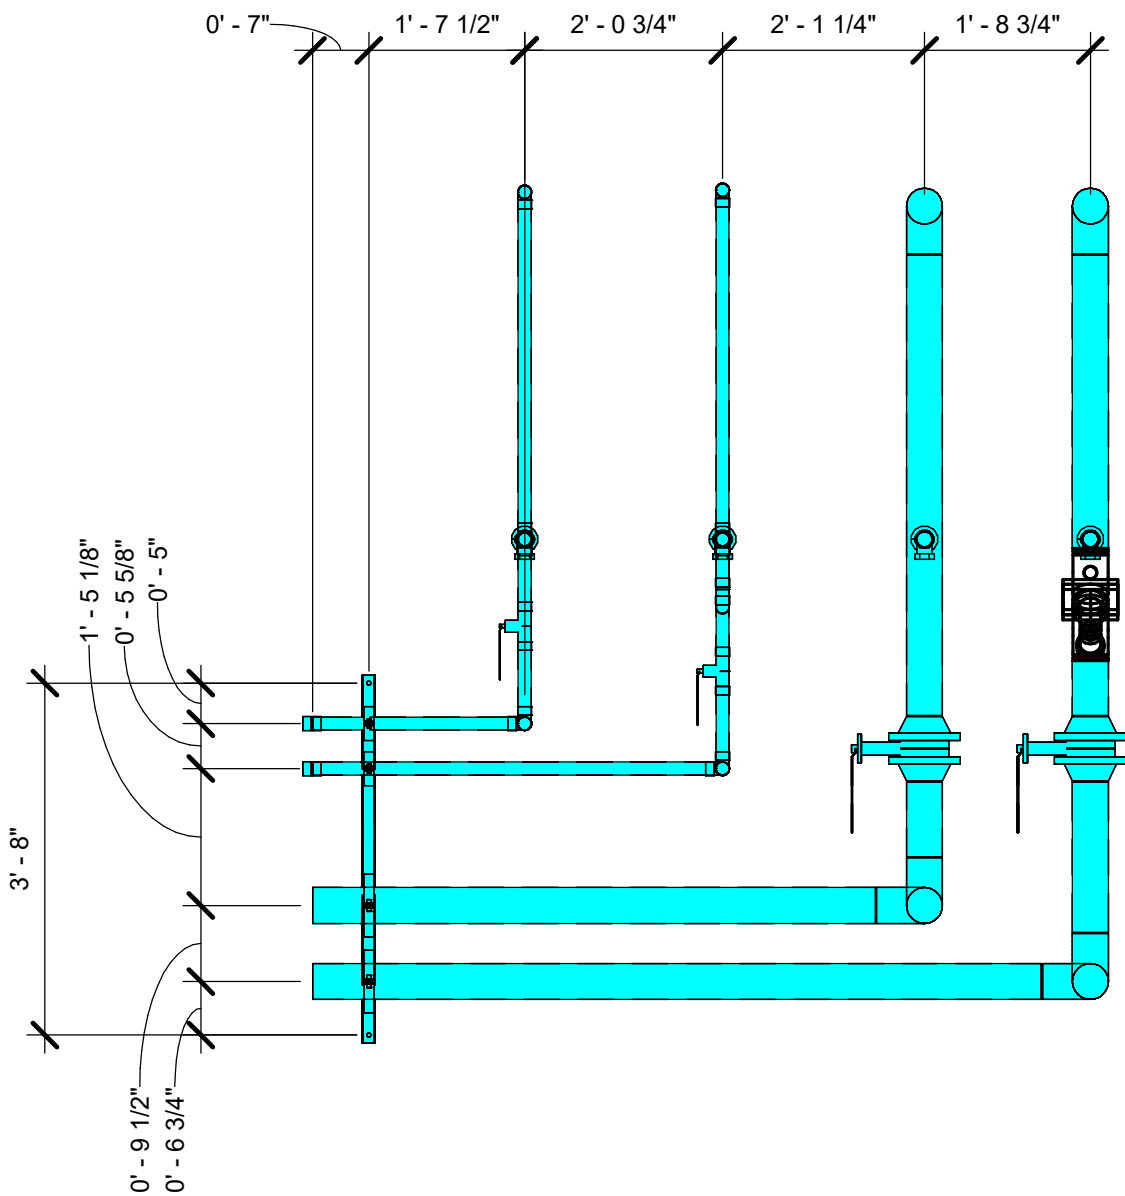 0' - 7"
1' - 7 1/2"
2' - 0 3/4"
2' - 1 1/4"
1' - 8 3/4"
1' - 5 1/8"
0' - 5 5/8"
0' - 5"
3' - 8"
0' - 9 1/2"
0' - 6 3/4"